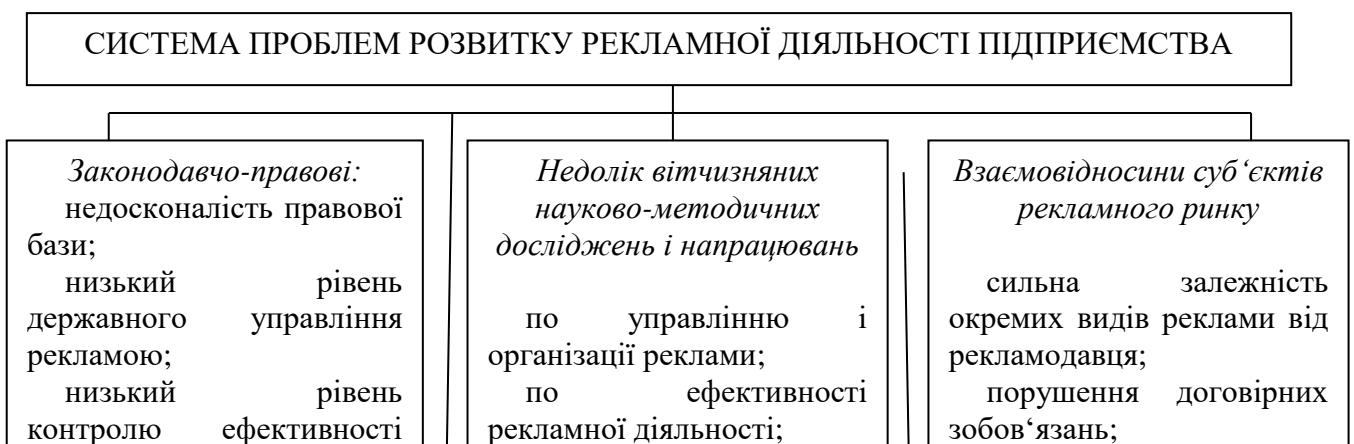 СИСТЕМА ПРОБЛЕМ РОЗВИТКУ РЕКЛАМНОЇ ДІЯЛЬНОСТІ ПІДПРИЄМСТВА
Законодавчо-правові:
недосконалість правової
бази;
низький рівень
державного управління
рекламою;
низький рівень
контролю ефективності
Недолік вітчизняних
науково-методичних
досліджень і напрацювань
по управлінню і
організації реклами;
по ефективності
рекламної діяльності;
Взаємовідносини суб‘єктів
рекламного ринку
сильна залежність
окремих видів реклами від
рекламодавця;
порушення договірних
зобов‘язань;